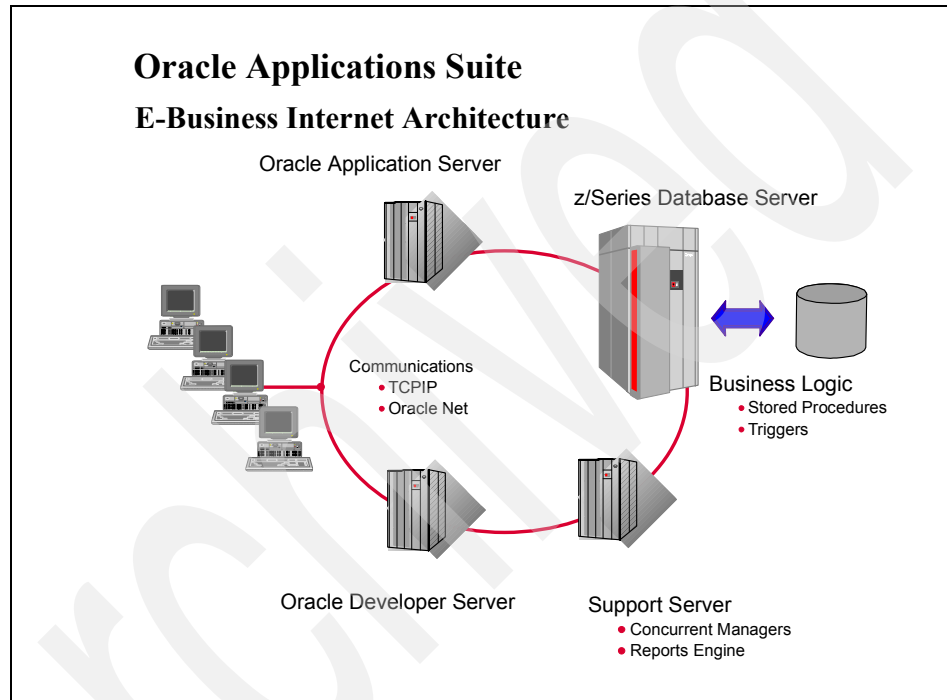 Oracle Applications Suite
E-Business Internet Architecture
Oracle Application Server
z/Series Database Server
Communications
• TCPIP
• Oracle Net
Business Logic
• Stored Procedures
• Triggers
Oracle Developer Server
Support Server
• Concurrent Managers
• Reports Engine
rchived